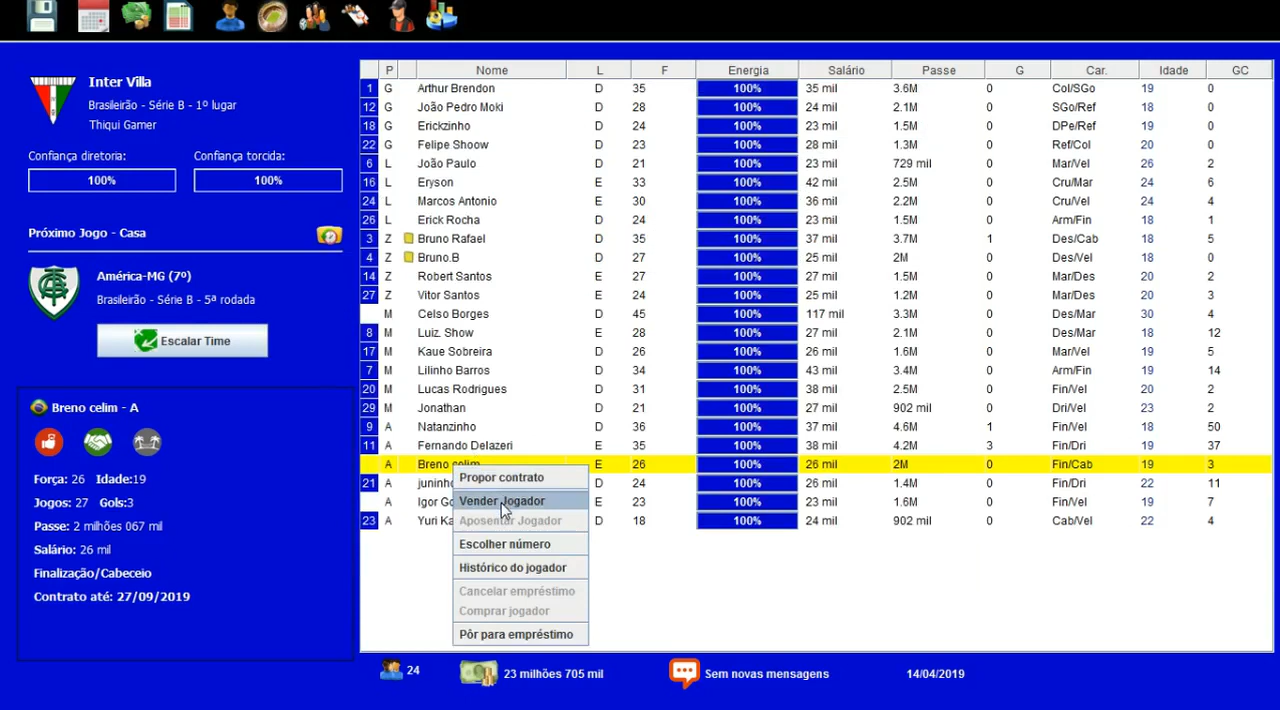 Inter Villa
Brasileirão - Série B - 1º lugar
Thiqui Gamer
Confiança diretoria: Confiança torcida:
100% 100%
Próximo Jogo - Casa
América-MG (7º)
Brasileirão - Série B - 5ª rodada
Escalar Time
Breno celim - A
Força: 26 Idade:19
Jogos: 27 Gols:3
Passe: 2 milhões 067 mil
Salário: 26 mil
Finalização/Cabeceio
Contrato até: 27/09/2019
P Nome L F Energia Salário Passe G Car. Idade GC
1 G Arthur Brendon D 35 100% 35 mil 3.6M 0 Col/SGo 19 0
12 G João Pedro Moki D 28 100% 24 mil 2.1M 0 SGo/Ref 18 0
18 G Erickzinho D 24 100% 23 mil 1.5M 0 DPe/Ref 19 0
22 G Felipe Shoow D 23 100% 28 mil 1.3M 0 Ref/Col 20 0
6 L João Paulo D 21 100% 23 mil 729 mil 0 Mar/Vel 26 2
16 L Eryson E 33 100% 42 mil 2.5M 0 Cru/Mar 24 6
24 L Marcos Antonio E 30 100% 36 mil 2.2M 0 Cru/Vel 24 4
26 L Erick Rocha D 24 100% 23 mil 1.5M 0 Arm/Fin 18 1
3 Z Bruno Rafael D 35 100% 37 mil 3.7M 1 Des/Cab 18 5
4 Z Bruno.B D 27 100% 25 mil 2M 0 Des/Vel 18 0
14 Z Robert Santos E 27 100% 27 mil 1.5M 0 Mar/Des 20 2
27 Z Vitor Santos E 24 100% 25 mil 1.2M 0 Mar/Des 20 3
M Celso Borges D 45 100% 117 mil 3.3M 0 Des/Mar 30 4
8 M Luiz. Show E 28 100% 27 mil 2.1M 0 Des/Mar 18 12
17 M Kaue Sobreira D 26 100% 26 mil 1.6M 0 Mar/Vel 19 5
7 M Lilinho Barros D 34 100% 43 mil 3.4M 0 Arm/Fin 19 14
20 M Lucas Rodrigues D 31 100% 38 mil 2.5M 0 Fin/Vel 20 2
29 M Jonathan D 21 100% 27 mil 902 mil 0 Dri/Vel 23 2
9 A Natanzinho D 36 100% 37 mil 4.6M 1 Fin/Vel 18 50
11 A Fernando Delazeri E 35 100% 38 mil 4.2M 3 Fin/Dri 19 37
A Breno celim E 26 100% 26 mil 2M 0 Fin/Cab 19 3
21 A juninh D 24 100% 26 mil 1.4M 0 Fin/Dri 22 11
A Igor G E 23 100% 23 mil 1.6M 0 Fin/Vel 19 7
23 A Yuri Ka D 18 100% 24 mil 902 mil 0 Cab/Vel 22 4
Propor contrato
Vender Jogador
Aposentar Jogador
Escolher número
Histórico do jogador
Cancelar empréstimo
Comprar jogador
Pôr para empréstimo
24 23 milhões 705 mil Sem novas mensagens 14/04/2019